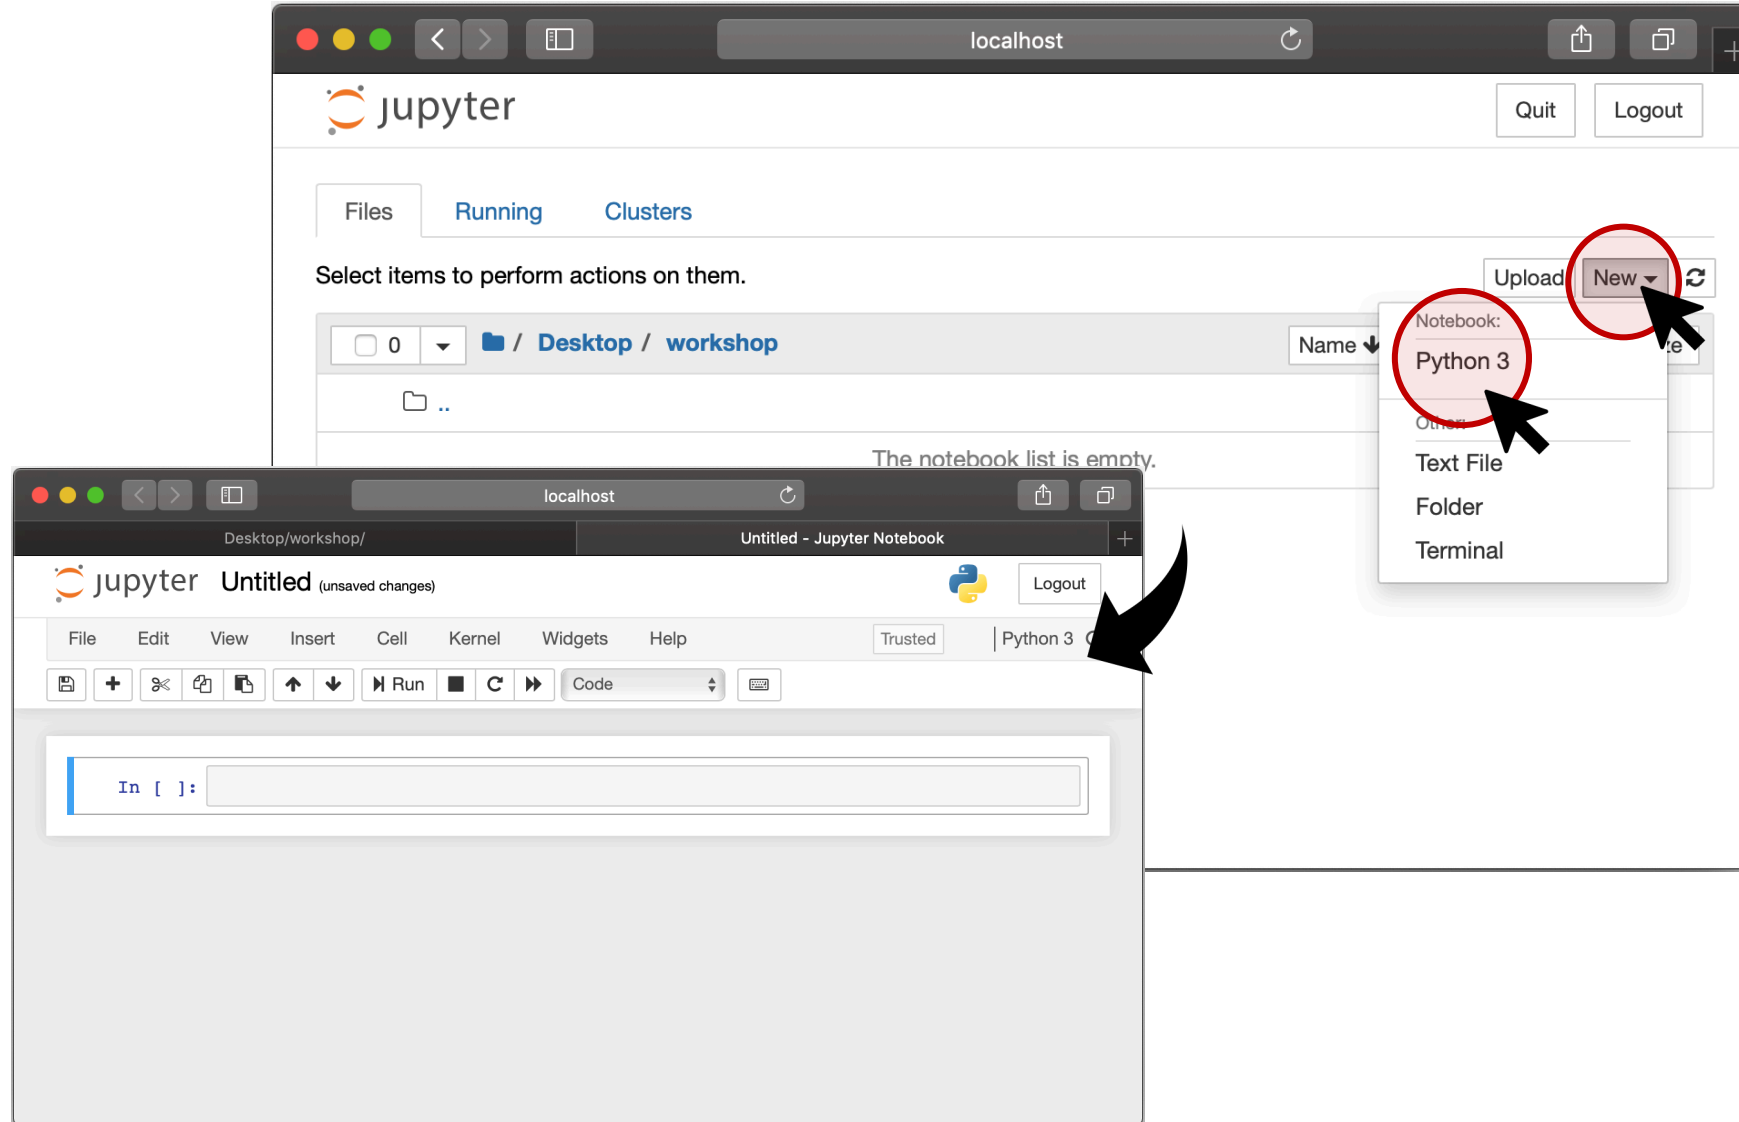 localhost
jupyter
Quit
Logout
Files
Running
Clusters
Select items to perform actions on them.
Upload
New
0
/ Desktop / workshop
Name
Notebook:
Python 3
..
Other:
The notebook list is empty.
Text File
Folder
Terminal
localhost
Desktop/workshop/
Untitled - Jupyter Notebook
jupyter Untitled (unsaved changes)
Logout
File Edit View Insert Cell Kernel Widgets Help
Trusted
Python 3
Run
Code
In [ ]: